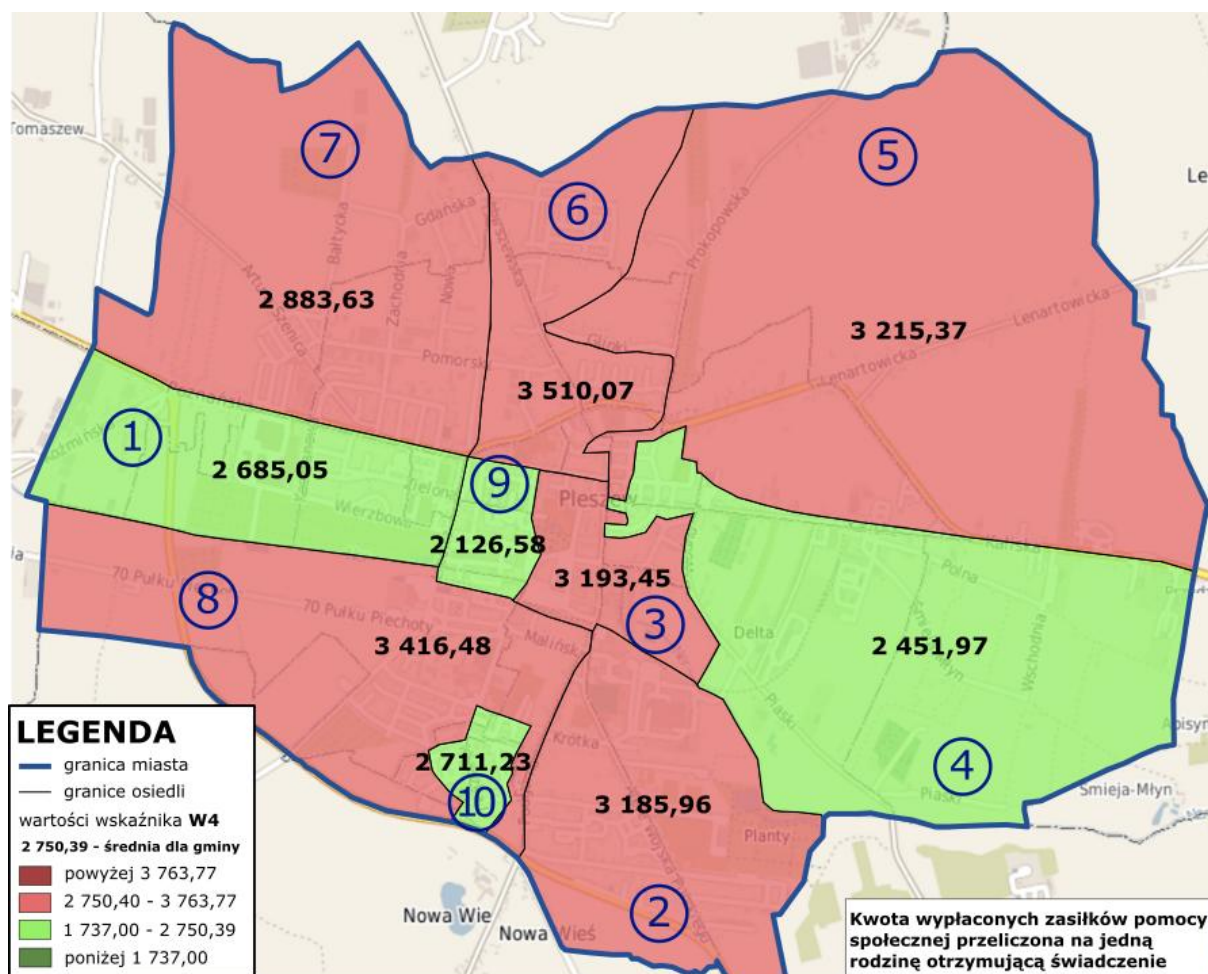 Tomaszew
7
5
Le
6
Gdańska
Bałtycka
Zachodnia
Nowa
Prokopowska
2 883,63
Lenartowicka
3 215,37
Glinki
Pomorski
Lenartowicka
3 510,07
1
2 685,05
Zielona
9
Pleszew
Wierzbowa
2 126,58
Kaliska
Polna
3 193,45
8
70 Pułku Piechoty
70 Pułku Piechoty
3
Malińska
Delta
2 451,97
Wschodnia
3 416,48
Piaski
2 711,23
Krótka
4
10
3 185,96
Piaski
Śmieja-Młyn
Planty
2
Nowa Wie
Nowa Wieś
LEGENDA
granica miasta
granice osiedli
wartości wskaźnika W4
2 750,39 - średnia dla gminy
powyżej 3 763,77
2 750,40 - 3 763,77
1 737,00 - 2 750,39
poniżej 1 737,00
Kwota wypłaconych zasiłków pomocy
społecznej przeliczona na jedną
rodzinę otrzymującą świadczenie